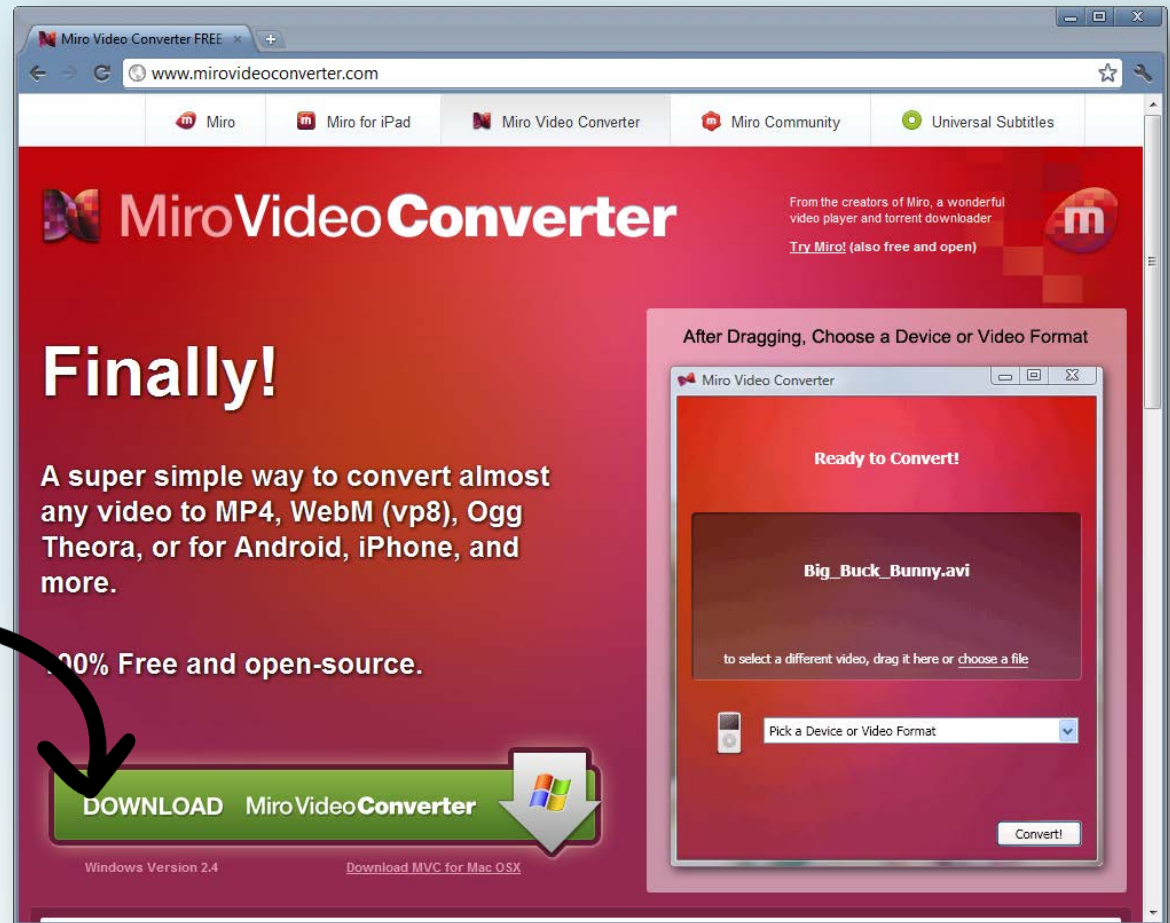 Miro Video Converter FREE
www.mirovideoconverter.com
Miro
Miro for iPad
Miro Video Converter
Miro Community
Universal Subtitles
MiroVideoConverter
From the creators of Miro, a wonderful
video player and torrent downloader
Try Miro! (also free and open)
m
Finally!
A super simple way to convert almost
any video to MP4, WebM (vp8), Ogg
Theora, or for Android, iPhone, and
more.
100% Free and open-source.
DOWNLOAD MiroVideoConverter
Windows Version 2.4
Download MVC for Mac OSX
After Dragging, Choose a Device or Video Format
Miro Video Converter
Ready to Convert!
Big_Buck_Bunny.avi
to select a different video, drag it here or choose a file
Pick a Device or Video Format
Convert!